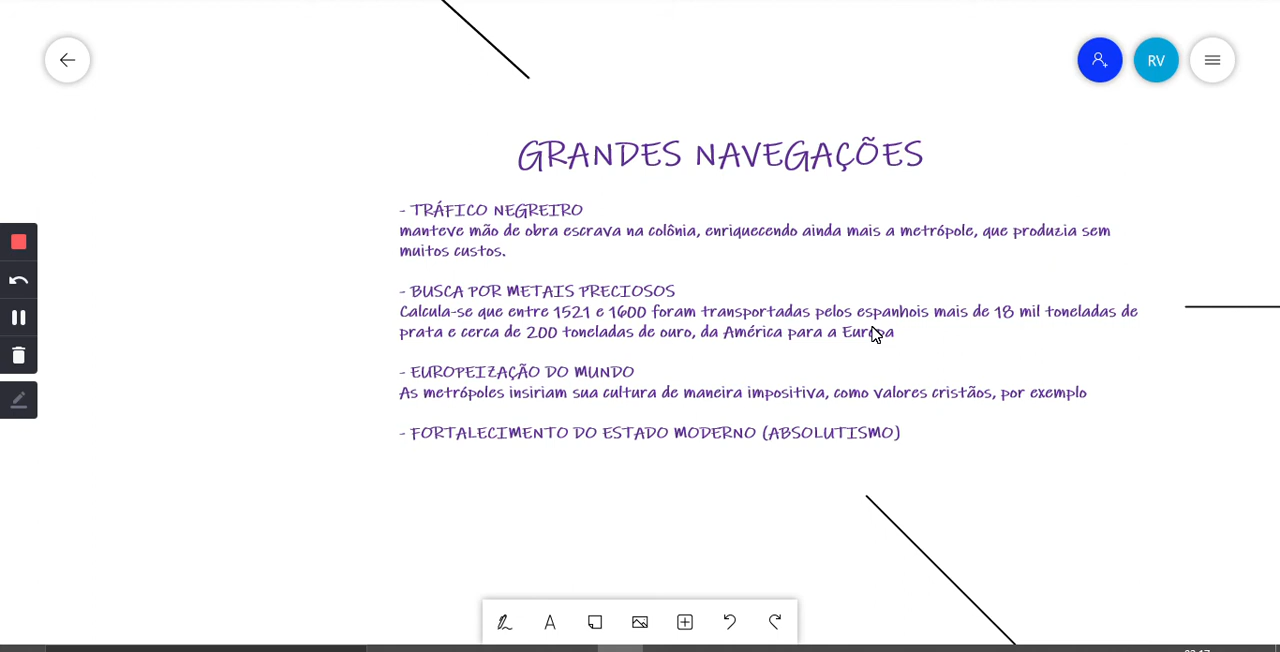 RV
GRANDES NAVEGAÇÕES
- TRÁFICO NEGREIRO
manteve mão de obra escrava na colônia, enriquecendo ainda mais a metrópole, que produzia sem
muitos custos.
- BUSCA POR METAIS PRECIOSOS
Calcula-se que entre 1521 e 1600 foram transportadas pelos espanhois mais de 18 mil toneladas de
prata e cerca de 200 toneladas de ouro, da América para a Europa
- EUROPEIZAÇÃO DO MUNDO
As metrópoles insiriam sua cultura de maneira impositiva, como valores cristãos, por exemplo
- FORTALECIMENTO DO ESTADO MODERNO (ABSOLUTISMO)